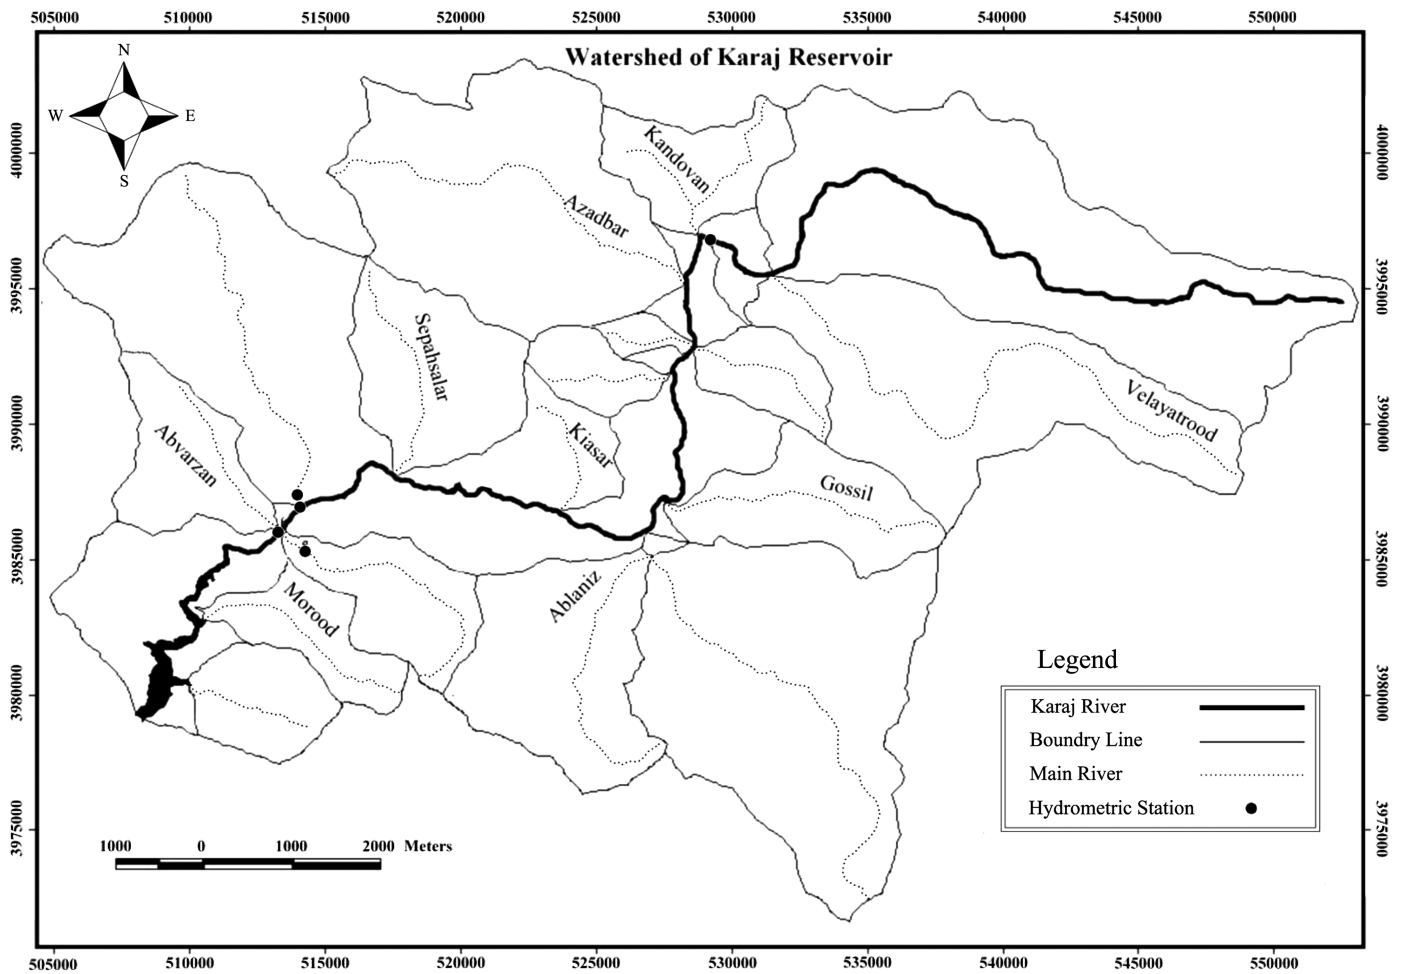 505000 510000 515000 520000 525000 530000 535000 540000 545000 550000
Watershed of Karaj Reservoir
N
W E
S
4000000
4000000
Kandovan
Azadbar
3995000
3995000
Sepahsalar
Velayatrood
3990000
3990000
Abvarzan
Kiasar
Gossil
3985000
3985000
Ablaniz
Morood
Legend
3980000
3980000
Karaj River
Boundry Line
Main River
Hydrometric Station
3975000
3975000
1000 0 1000 2000 Meters
505000 510000 515000 520000 525000 530000 535000 540000 545000 550000